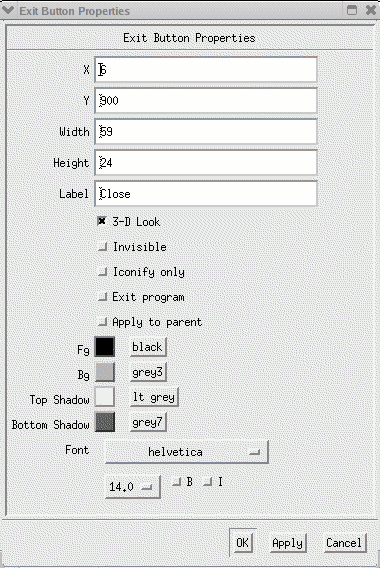 Exit Button Properties
Exit Button Properties
X 6
Y 900
Width 59
Height 24
Label Close
3-D Look
Invisible
Iconify only
Exit program
Apply to parent
Fg black
Bg grey3
Top Shadow lt grey
Bottom Shadow grey7
Font helvetica
14.0 B I
OK Apply Cancel